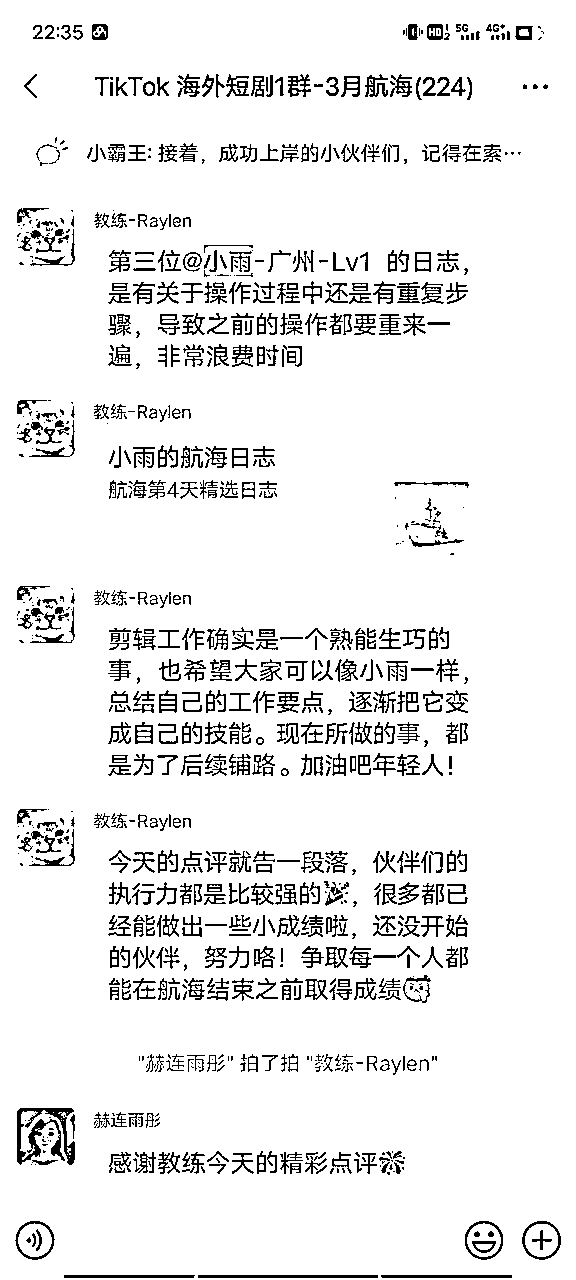 22:35
HD 5G 4G+
TikTok 海外短剧1群-3月航海(224)
小霸王: 接着，成功上岸的小伙伴们，记得在索…
教练-Raylen
第三位@小雨-广州-Lv1 的日志，
是有关于操作过程中还是有重复步
骤，导致之前的操作都要重来一
遍，非常浪费时间
教练-Raylen
小雨的航海日志
航海第4天精选日志
教练-Raylen
剪辑工作确实是一个熟能生巧的
事，也希望大家可以像小雨一样，
总结自己的工作要点，逐渐把它变
成自己的技能。现在所做的事，都
是为了后续铺路。加油吧年轻人！
教练-Raylen
今天的点评就告一段落，伙伴们的
执行力都是比较强的🎉，很多都已
经能做出一些小成绩啦，还没开始
的伙伴，努力咯！争取每一个人都
能在航海结束之前取得成绩
"赫连雨彤" 拍了拍 "教练-Raylen"
赫连雨彤
感谢教练今天的精彩点评